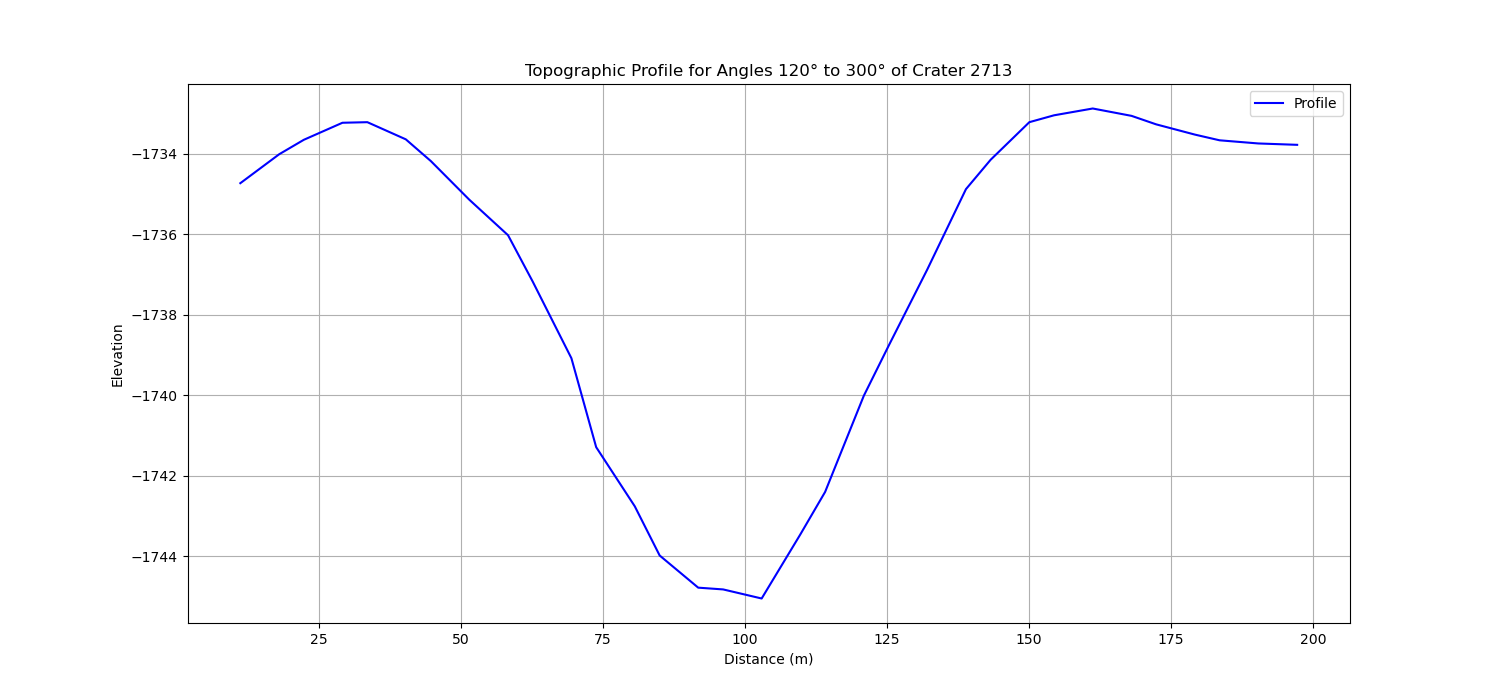 Topographic Profile for Angles 120° to 300° of Crater 2713
Profile
−1734
−1736
−1738
−1740
−1742
−1744
Elevation
25 50 75 100 125 150 175 200
Distance (m)